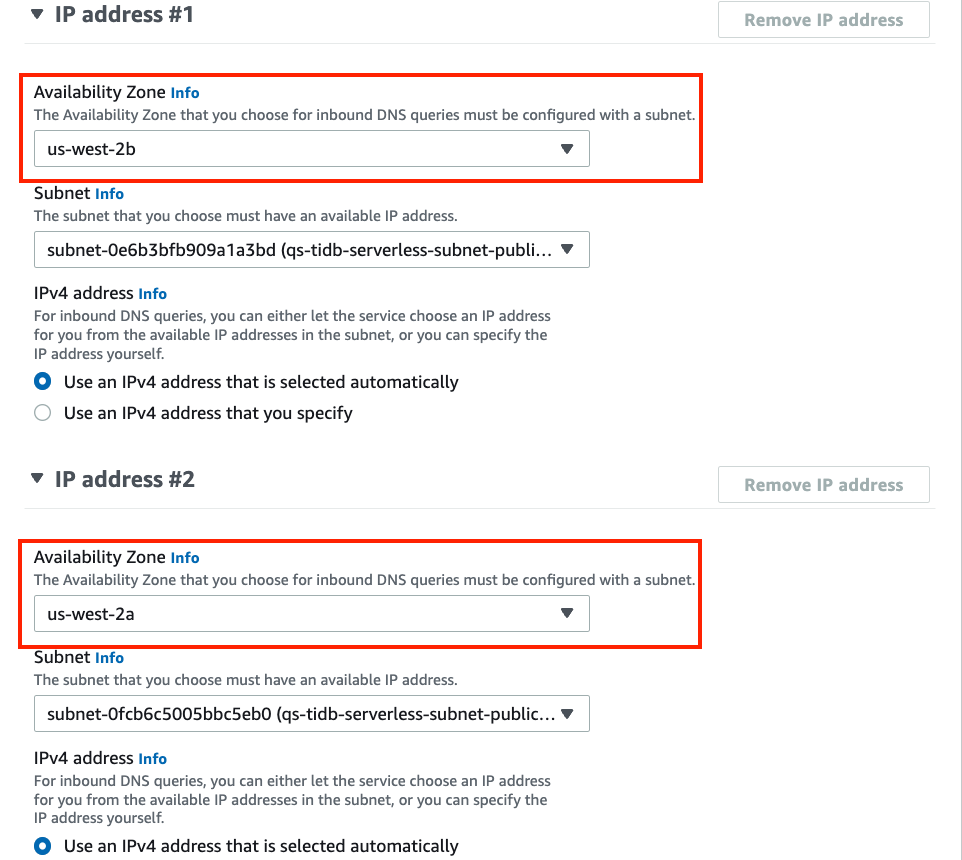 IP address #1
Remove IP address
Availability Zone Info
The Availability Zone that you choose for inbound DNS queries must be configured with a subnet.
us-west-2b
Subnet Info
The subnet that you choose must have an available IP address.
subnet-0e6b3bfb909a1a3bd (qs-tidb-serverless-subnet-publi...
IPv4 address Info
For inbound DNS queries, you can either let the service choose an IP address
for you from the available IP addresses in the subnet, or you can specify the
IP address yourself.
Use an IPv4 address that is selected automatically
Use an IPv4 address that you specify
IP address #2
Remove IP address
Availability Zone Info
The Availability Zone that you choose for inbound DNS queries must be configured with a subnet.
us-west-2a
Subnet Info
The subnet that you choose must have an available IP address.
subnet-0fcb6c5005bbc5eb0 (qs-tidb-serverless-subnet-public...
IPv4 address Info
For inbound DNS queries, you can either let the service choose an IP address
for you from the available IP addresses in the subnet, or you can specify the
IP address yourself.
Use an IPv4 address that is selected automatically